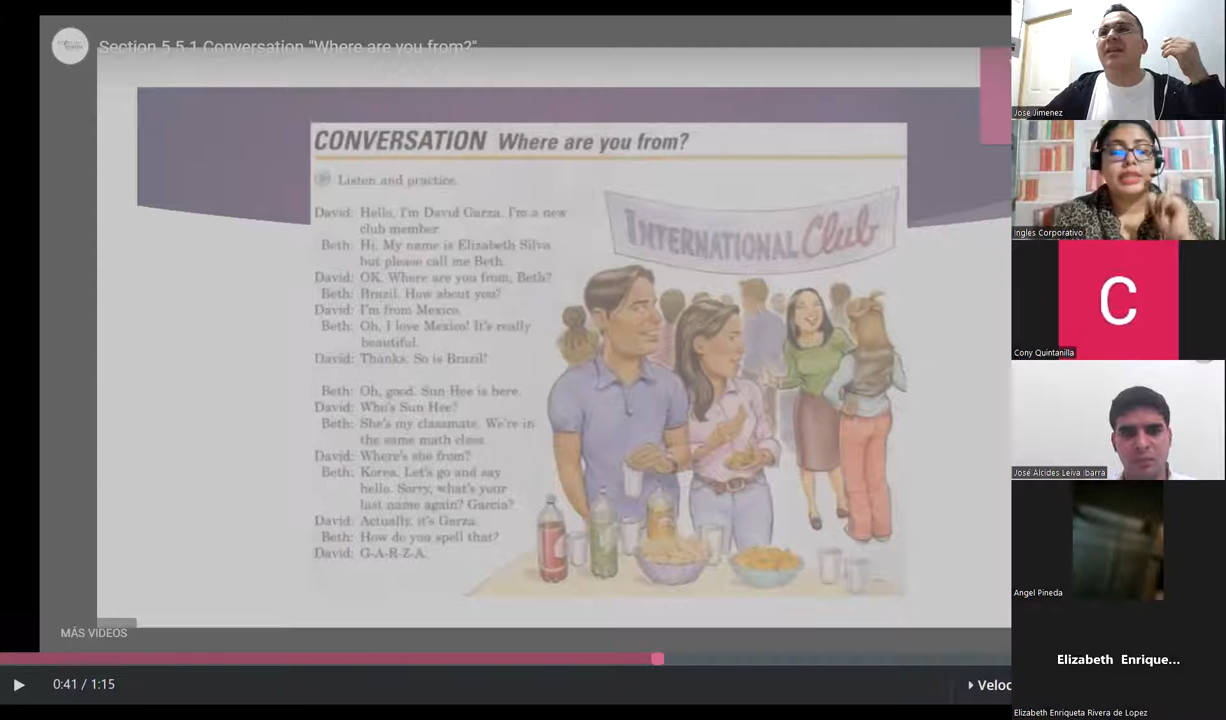 Section 5 5.1 Conversation "Where are you from?"
CONVERSATION Where are you from?
Listen and practice.
INTERNATIONAL Club
David: Hello, I'm David Garza. I'm a new
club member.
Beth: Hi. My name is Elizabeth Silva
but please call me Beth.
David: OK. Where are you from, Beth?
Beth: Brazil. How about you?
David: I'm from Mexico.
Beth: Oh, I love Mexico! It's really
beautiful.
David: Thanks. So is Brazil!
Beth: Oh, good. Sun Hee is here.
David: Who's Sun Hee?
Beth: She's my classmate. We're in
the same math class.
David: Where's she from?
Beth: Korea. Let's go and say
hello. Sorry, what's your
last name again? Garcia?
David: Actually, it's Garza.
Beth: How do you spell that?
David: G-A-R-Z-A.
MÁS VIDEOS
0:41 / 1:15
Veloc
Jose Jimenez
Ingles Corporativo
C
Cony Quintanilla
José Alcides Leiva Ibarra
Angel Pineda
Elizabeth Enrique...
Elizabeth Enriqueta Rivera de Lopez